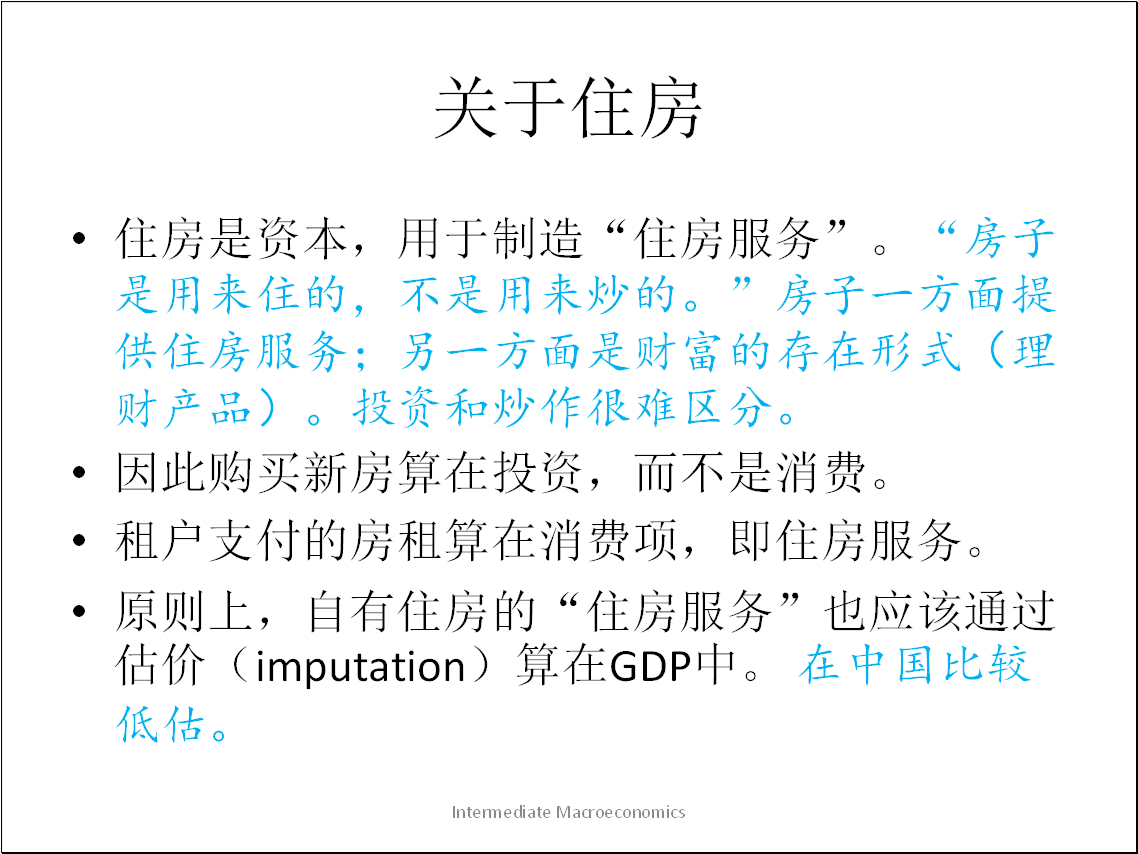 关于住房
• 住房是资本，用于制造“住房服务”。“房子
是用来住的，不是用来炒的。”房子一方面提
供住房服务；另一方面是财富的存在形式（理
财产品）。投资和炒作很难区分。
• 因此购买新房算在投资，而不是消费。
• 租户支付的房租算在消费项，即住房服务。
• 原则上，自有住房的“住房服务”也应该通过
估价（imputation）算在GDP中。 在中国比较
低估。
Intermediate Macroeconomics